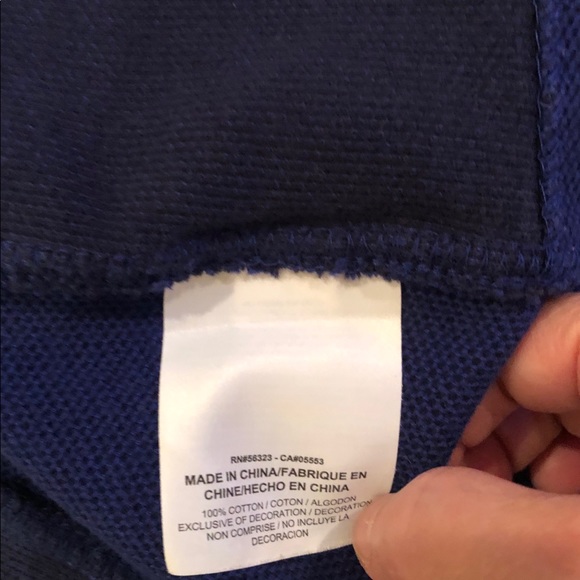 RN#56323 - CA#05553
MADE IN CHINA/FABRIQUE EN
CHINE/HECHO EN CHINA
100% COTTON / COTON / ALGODON
EXCLUSIVE OF DECORATION / DECORATION
NON COMPRISE / NO INCLUYE LA
DECORACION